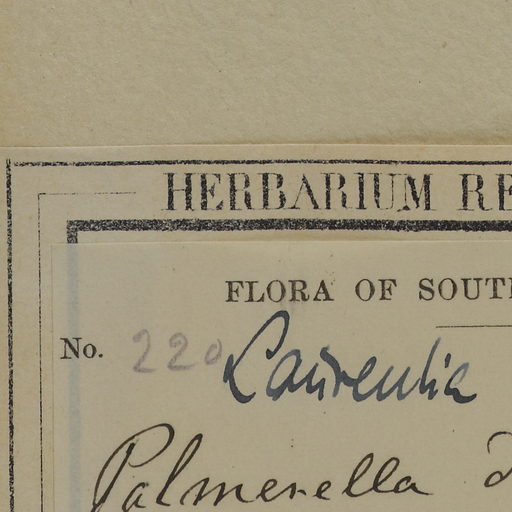 HERBARIUM RE
FLORA OF SOUT
No. 220 Laurentia
Palmerella d